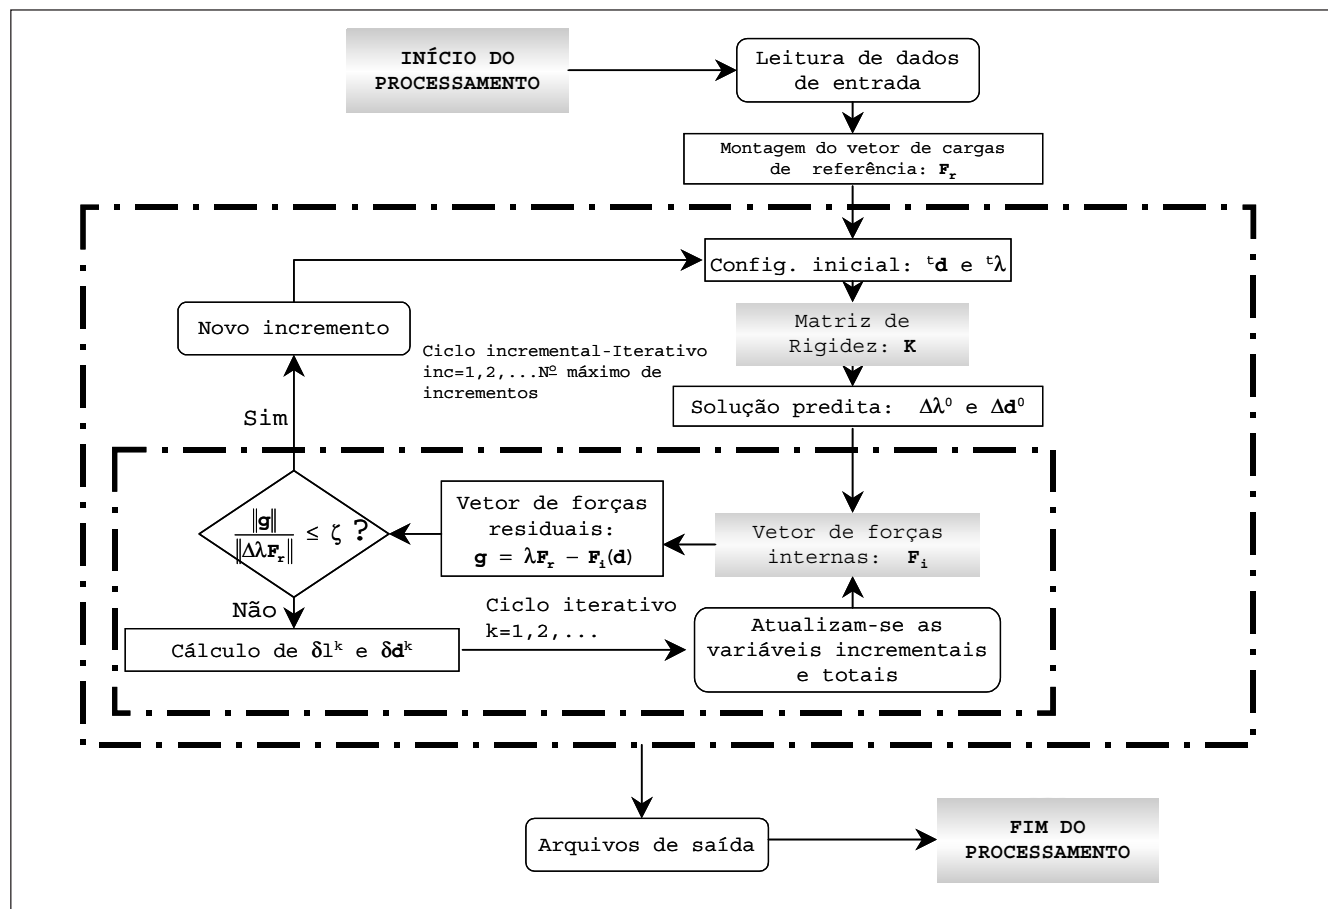 INÍCIO DO
PROCESSAMENTO
Leitura de dados
de entrada
Montagem do vetor de cargas
de referência: Fr
Config. inicial: ᵗd e ᵗλ
Novo incremento
Matriz de
Rigidez: K
Ciclo incremental-Iterativo
inc=1,2,...Nº máximo de
incrementos
Solução predita: Δλ⁰ e Δd⁰
Sim
‖g‖
‖ΔλFr‖ ≤ ζ ?
Vetor de forças
residuais:
g = λFr − Fi(d)
Vetor de forças
internas: Fi
Não
Ciclo iterativo
k=1,2,...
Cálculo de δlᵏ e δdᵏ
Atualizam-se as
variáveis incrementais
e totais
Arquivos de saída
FIM DO
PROCESSAMENTO